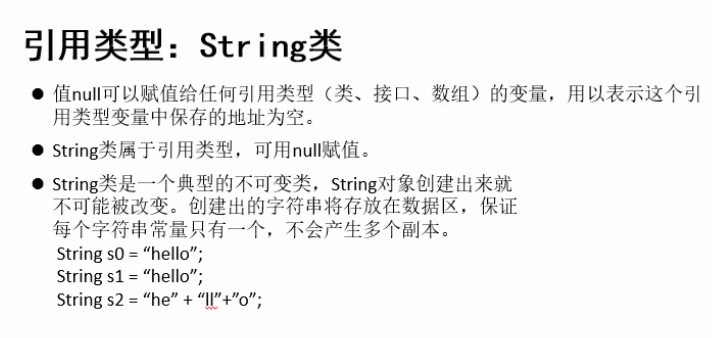 引用类型：String类
● 值null可以赋值给任何引用类型（类、接口、数组）的变量，用以表示这个引
用类型变量中保存的地址为空。
● String类属于引用类型，可用null赋值。
● String类是一个典型的不可变类，String对象创建出来就
不可能被改变。创建出的字符串将存放在数据区，保证
每个字符串常量只有一个，不会产生多个副本。
String s0 = “hello”;
String s1 = “hello”;
String s2 = “he” + “ll”+”o”;